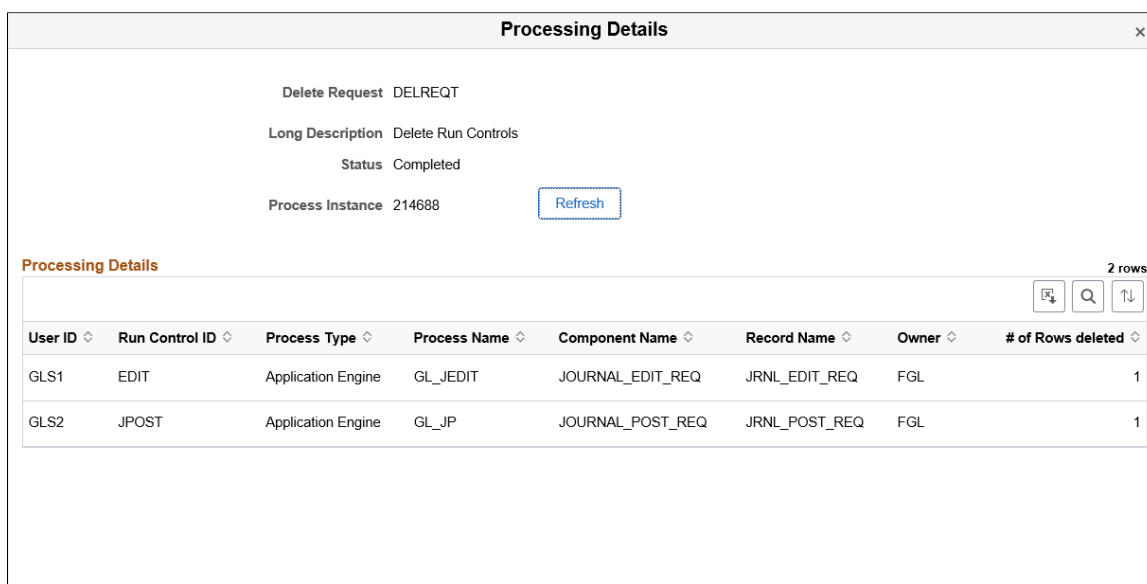 Processing Details
×
Delete Request DELREQT
Long Description Delete Run Controls
Status Completed
Process Instance 214688 Refresh
Processing Details 2 rows
User ID Run Control ID Process Type Process Name Component Name Record Name Owner # of Rows deleted
GLS1 EDIT Application Engine GL_JEDIT JOURNAL_EDIT_REQ JRNL_EDIT_REQ FGL 1
GLS2 JPOST Application Engine GL_JP JOURNAL_POST_REQ JRNL_POST_REQ FGL 1